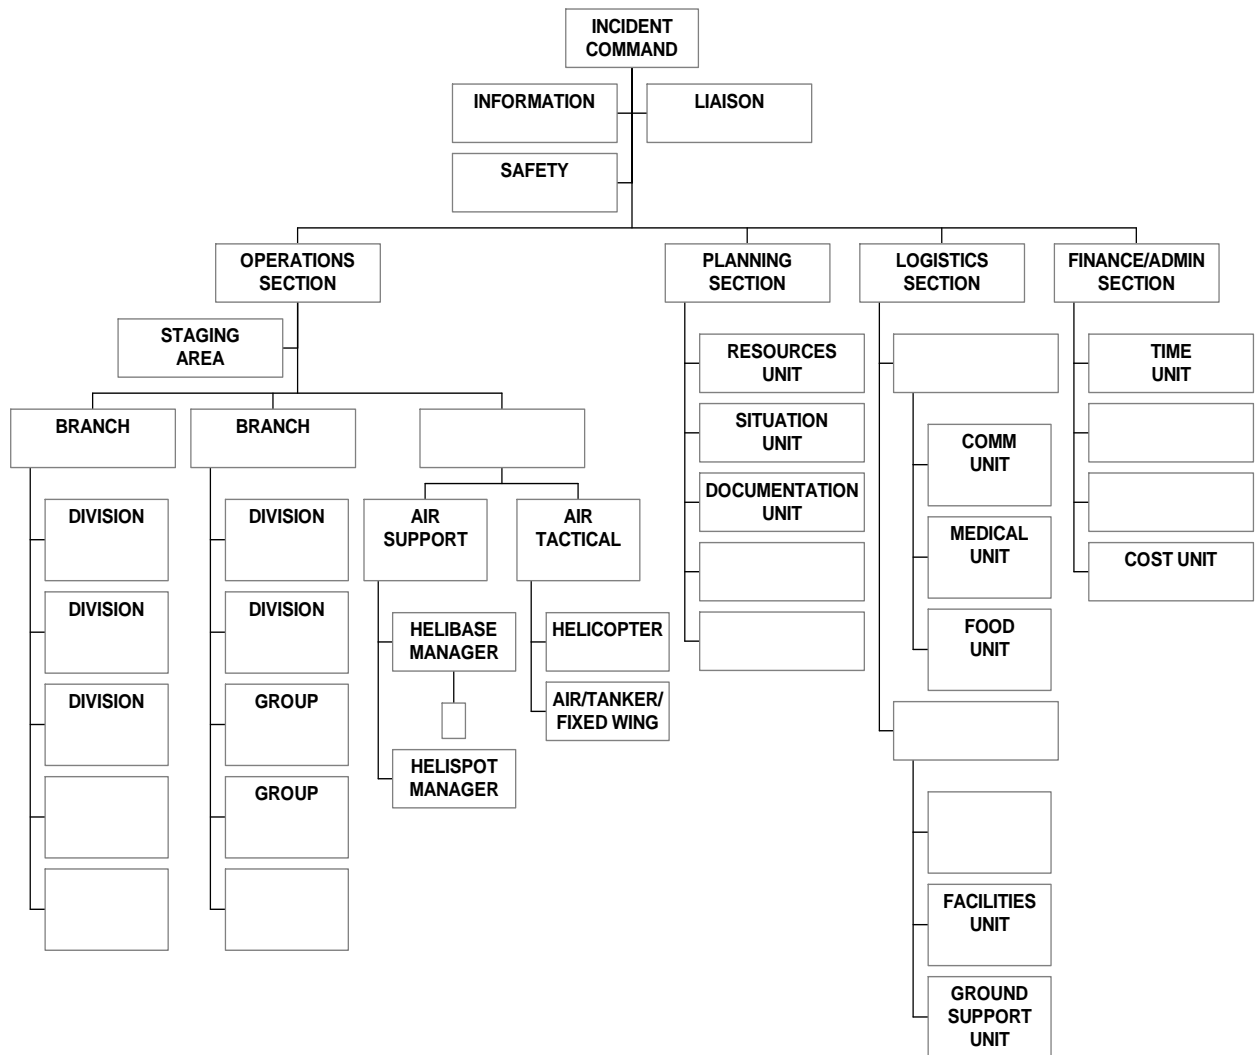 INCIDENT
COMMAND
INFORMATION
LIAISON
SAFETY
OPERATIONS
SECTION
PLANNING
SECTION
LOGISTICS
SECTION
FINANCE/ADMIN
SECTION
STAGING
AREA
BRANCH
BRANCH
DIVISION
DIVISION
DIVISION
DIVISION
DIVISION
GROUP
GROUP
AIR
SUPPORT
AIR
TACTICAL
HELIBASE
MANAGER
HELISPOT
MANAGER
HELICOPTER
AIR/TANKER/
FIXED WING
RESOURCES
UNIT
SITUATION
UNIT
DOCUMENTATION
UNIT
COMM
UNIT
MEDICAL
UNIT
FOOD
UNIT
FACILITIES
UNIT
GROUND
SUPPORT
UNIT
TIME
UNIT
COST UNIT